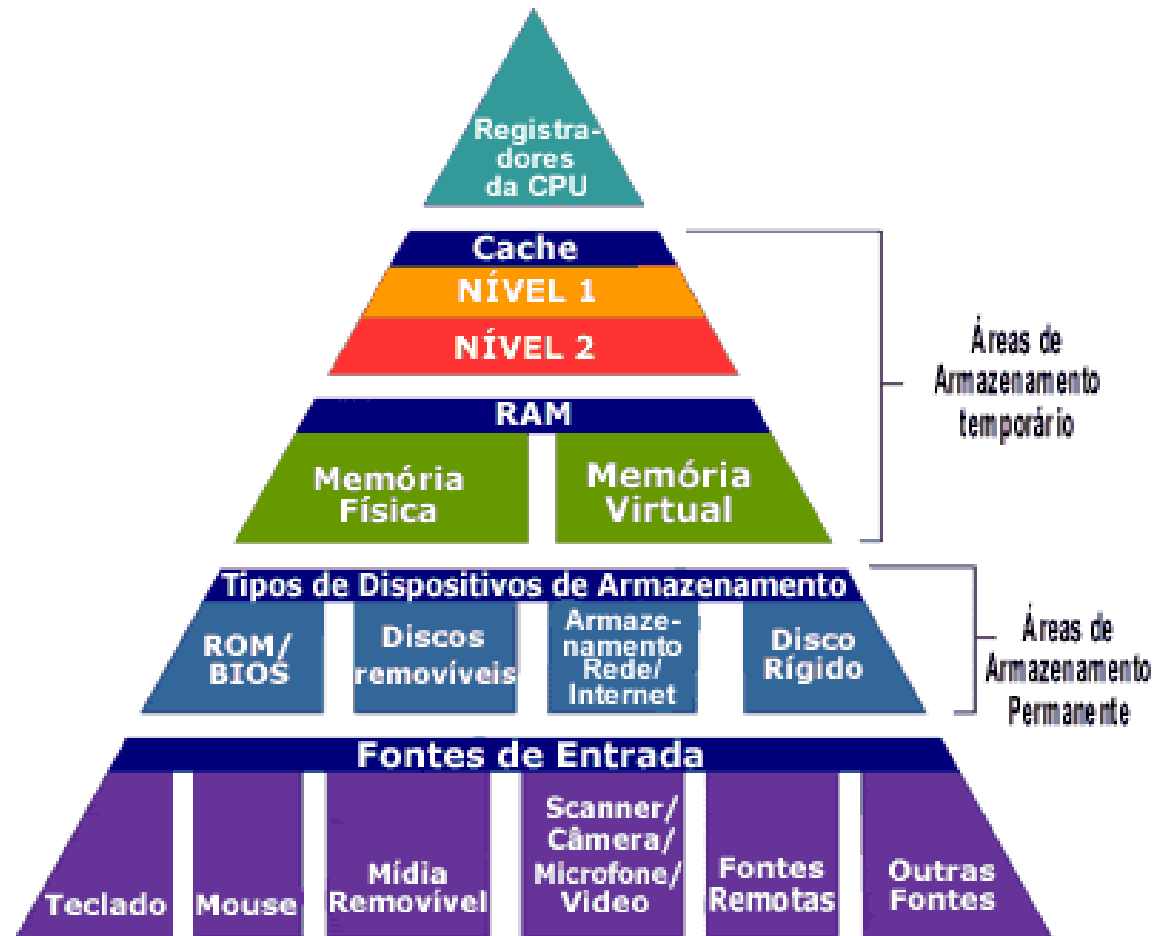 Registra-
dores
da CPU
Cache
NÍVEL 1
NÍVEL 2
RAM
Memória
Física
Memória
Virtual
Áreas de
Armazenamento
temporário
Tipos de Dispositivos de Armazenamento
ROM/
BIOS
Discos
removíveis
Armaze-
namento
Rede/
Internet
Disco
Rígido
Áreas de
Armazenamento
Permanente
Fontes de Entrada
Teclado
Mouse
Mídia
Removível
Scanner/
Câmera/
Microfone/
Video
Fontes
Remotas
Outras
Fontes